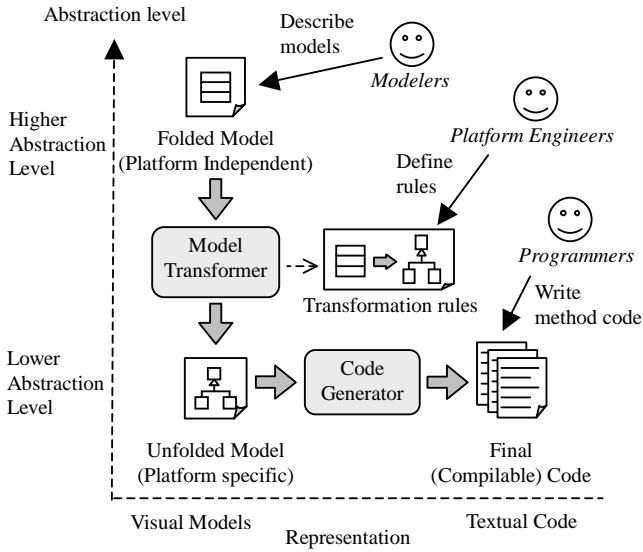 Abstraction level
Describe
models
Modelers
Higher
Abstraction
Level
Folded Model
(Platform Independent)
Platform Engineers
Define
rules
Model
Transformer
Programmers
Transformation rules
Write
method code
Lower
Abstraction
Level
Code
Generator
Unfolded Model
(Platform specific)
Final
(Compilable) Code
Visual Models
Representation
Textual Code